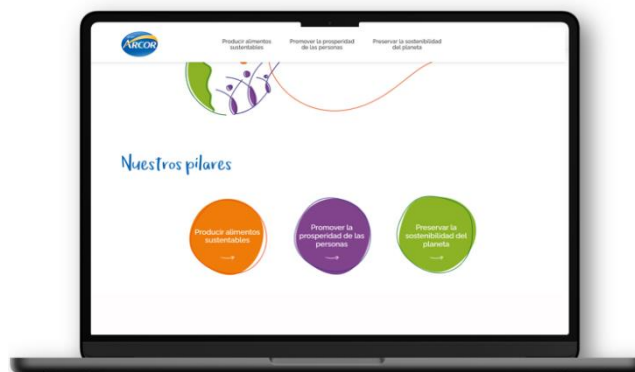 ARCOR
Producir alimentos
sustentables
Promover la prosperidad
de las personas
Preservar la sostenibilidad
del planeta
Nuestros pilares
Producir alimentos
sustentables
Promover la
prosperidad de las
personas
Preservar la
sostenibilidad del
planeta